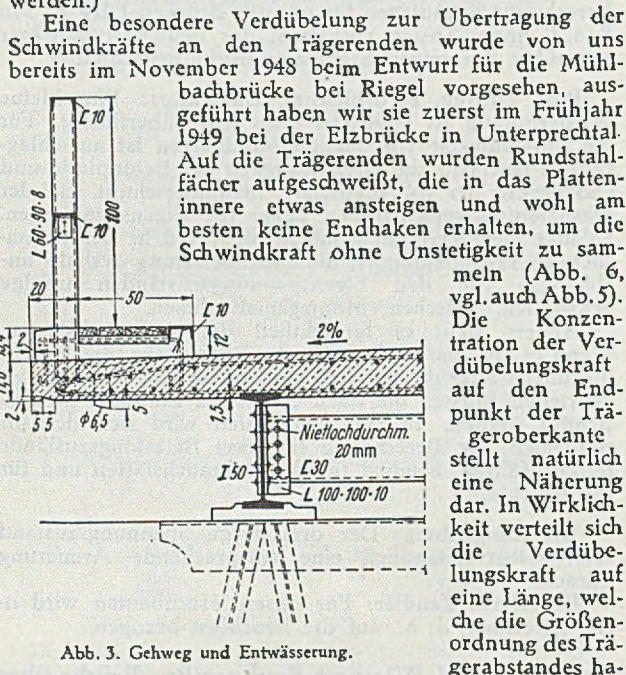 werden.)
Eine besondere Verdübelung zur Übertragung der
Schwindkräfte an den Trägerenden wurde von uns
bereits im November 1948 beim Entwurf für die Mühl-
bachbrücke bei Riegel vorgesehen, aus-
geführt haben wir sie zuerst im Frühjahr
1949 bei der Elzbrücke in Unterprechtal.
Auf die Trägerenden wurden Rundstahl-
fächer aufgeschweißt, die in das Platten-
innere etwas ansteigen und wohl am
besten keine Endhaken erhalten, um die
Schwindkraft ohne Unstetigkeit zu sam-
meln (Abb. 6,
vgl. auch Abb. 5).
Die Konzen-
tration der Ver-
dübelungskraft
auf den End-
punkt der Trä-
geroberkante
stellt natürlich
eine Näherung
dar. In Wirklich-
keit verteilt sich
die Verdübe-
lungskraft auf
eine Länge, wel-
che die Größen-
ordnung des Trä-
gerabstandes ha-
[10
L 60·90·8
[10
100
20
50
[10
2
12
2%
2
5 5
ϕ 6,5
5
7,5
Nietlochdurchm.
20mm
I 50
[30
L 100·100·10
Abb. 3. Gehweg und Entwässerung.